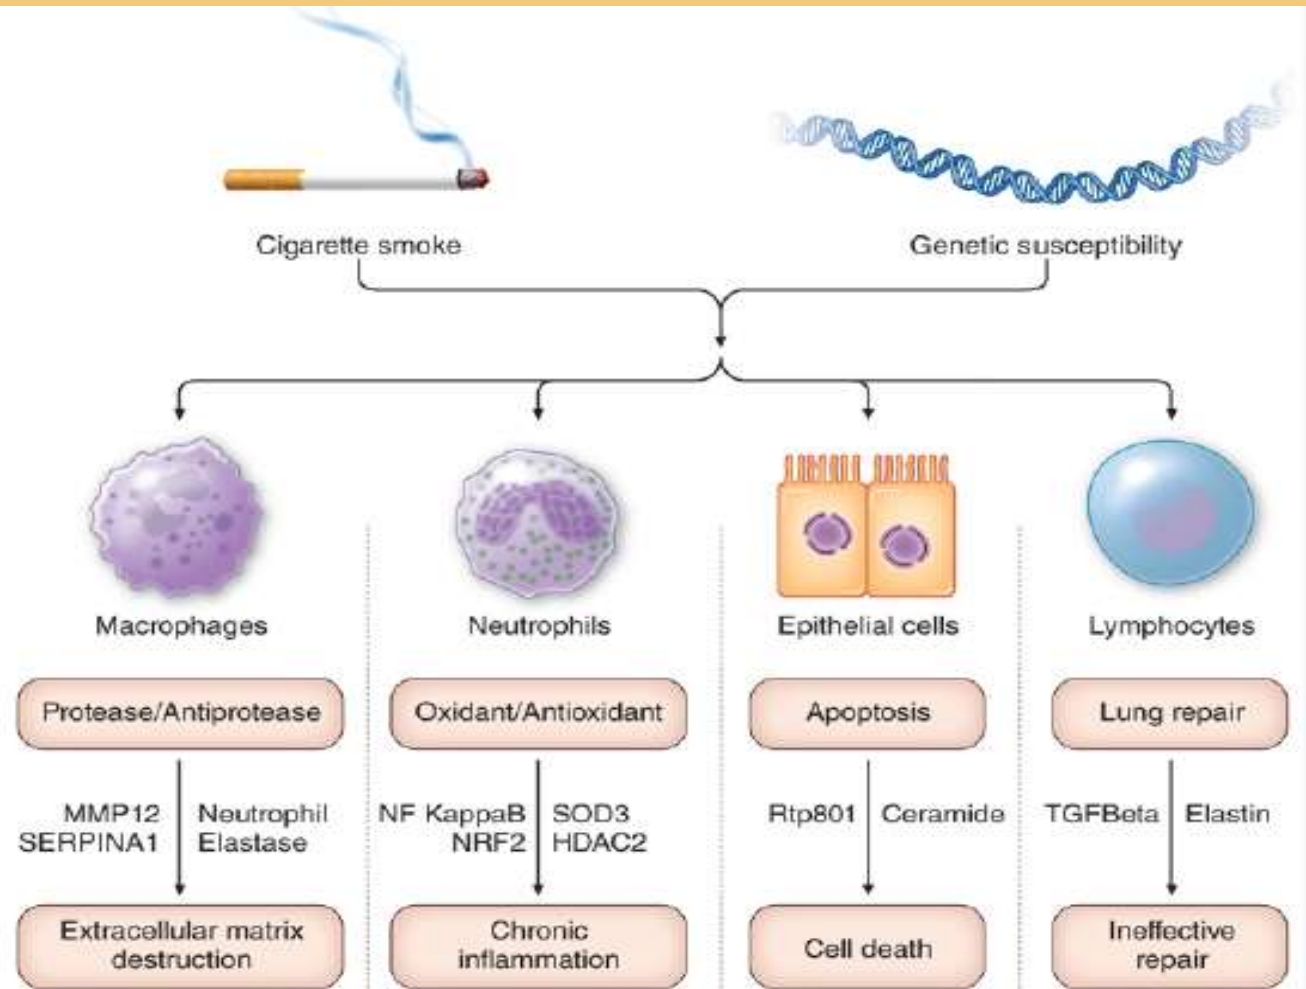 Cigarette smoke
Genetic susceptibility
Macrophages
Neutrophils
Epithelial cells
Lymphocytes
Protease/Antiprotease
Oxidant/Antioxidant
Apoptosis
Lung repair
MMP12
SERPINA1
Neutrophil
Elastase
NF KappaB
NRF2
SOD3
HDAC2
Rtp801
Ceramide
TGFBeta
Elastin
Extracellular matrix
destruction
Chronic
inflammation
Cell death
Ineffective
repair